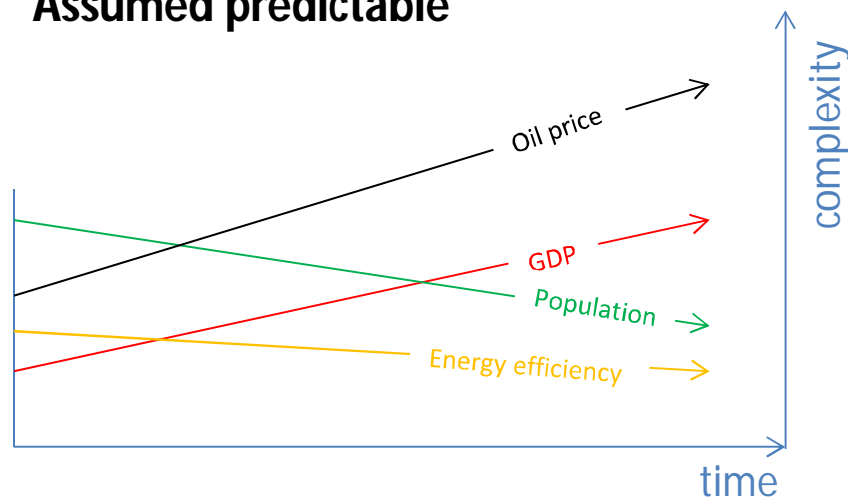 Assumed predictable
complexity
Oil price
GDP
Population
Energy efficiency
time